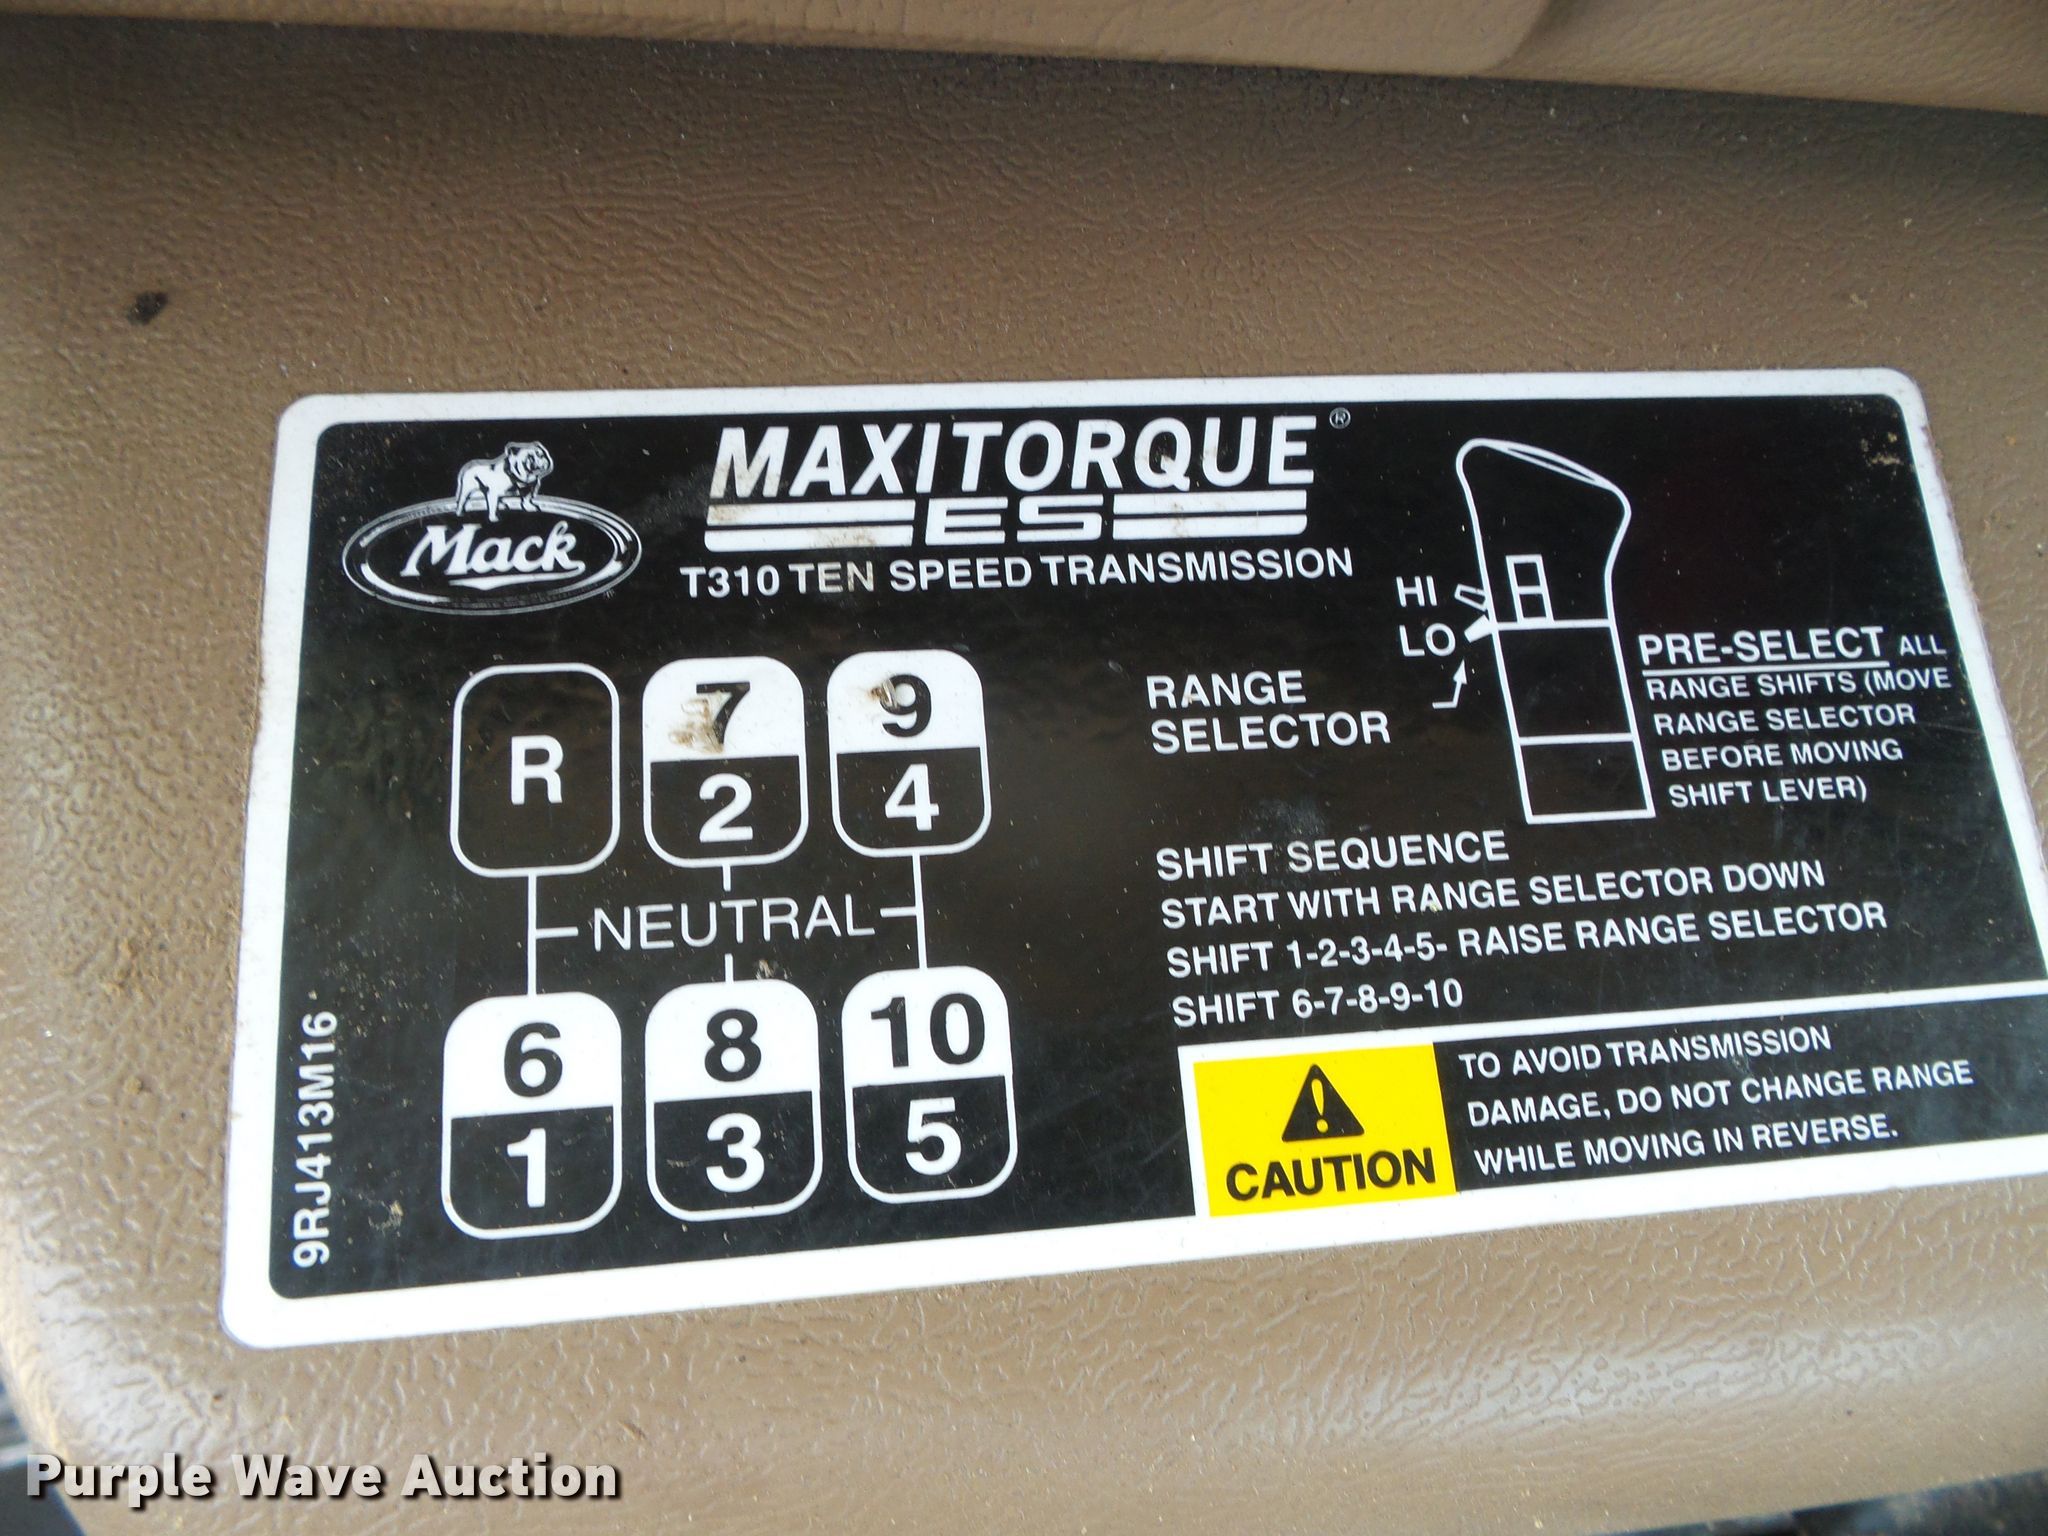 Mack
MAXITORQUE®
ES
T310 TEN SPEED TRANSMISSION
R
7
2
9
4
NEUTRAL
6
1
8
3
10
5
9RJ413M16
HI
LO
RANGE
SELECTOR
PRE-SELECT ALL
RANGE SHIFTS (MOVE
RANGE SELECTOR
BEFORE MOVING
SHIFT LEVER)
SHIFT SEQUENCE
START WITH RANGE SELECTOR DOWN
SHIFT 1-2-3-4-5- RAISE RANGE SELECTOR
SHIFT 6-7-8-9-10
CAUTION
TO AVOID TRANSMISSION
DAMAGE, DO NOT CHANGE RANGE
WHILE MOVING IN REVERSE.
Purple Wave Auction